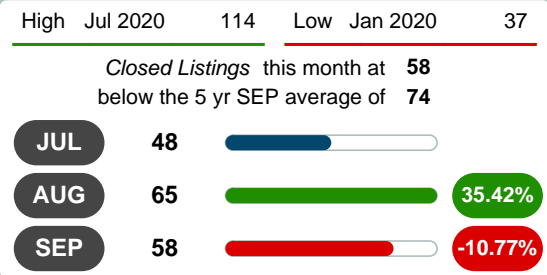 High Jul 2020 114 Low Jan 2020 37
Closed Listings this month at 58
below the 5 yr SEP average of 74
JUL 48
AUG 65 35.42%
SEP 58 -10.77%